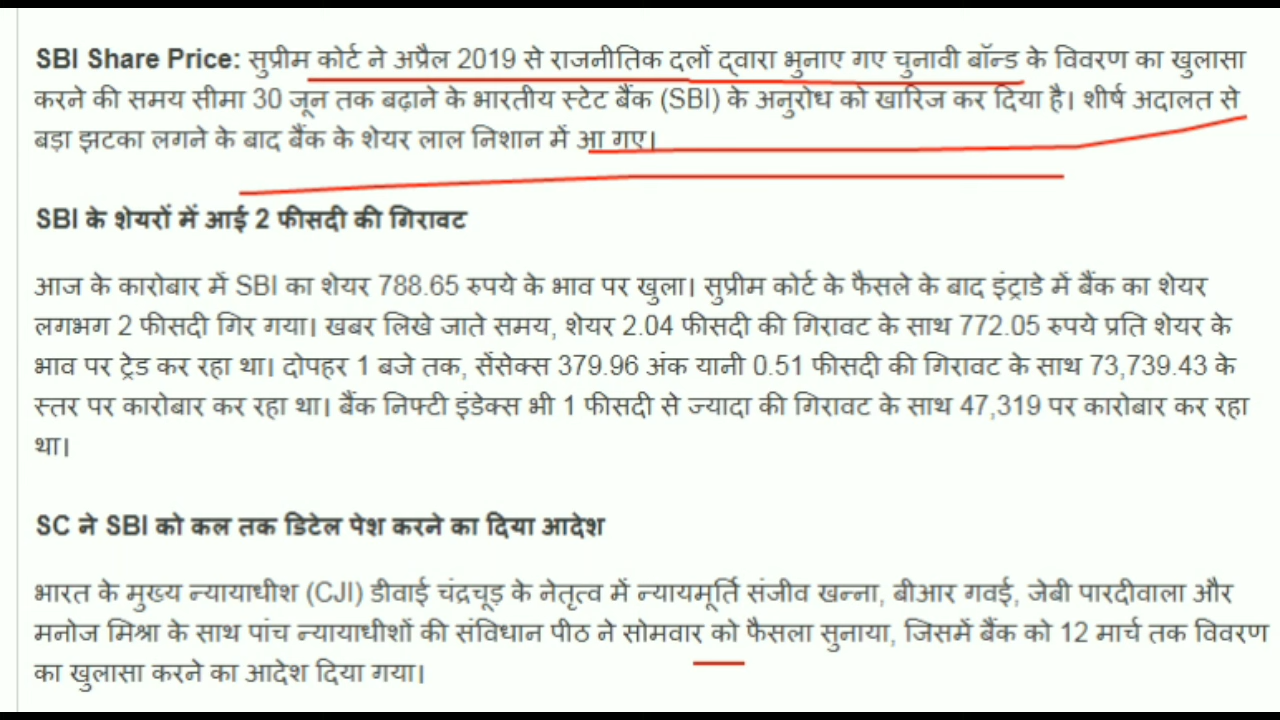 SBI Share Price: सुप्रीम कोर्ट ने अप्रैल 2019 से राजनीतिक दलों द्वारा भुनाए गए चुनावी बॉन्ड के विवरण का खुलासा
करने की समय सीमा 30 जून तक बढ़ाने के भारतीय स्टेट बैंक (SBI) के अनुरोध को खारिज कर दिया है। शीर्ष अदालत से
बड़ा झटका लगने के बाद बैंक के शेयर लाल निशान में आ गए।
SBI के शेयरों में आई 2 फीसदी की गिरावट
आज के कारोबार में SBI का शेयर 788.65 रुपये के भाव पर खुला। सुप्रीम कोर्ट के फैसले के बाद इंट्राडे में बैंक का शेयर
लगभग 2 फीसदी गिर गया। खबर लिखे जाते समय, शेयर 2.04 फीसदी की गिरावट के साथ 772.05 रुपये प्रति शेयर के
भाव पर ट्रेड कर रहा था। दोपहर 1 बजे तक, सेंसेक्स 379.96 अंक यानी 0.51 फीसदी की गिरावट के साथ 73,739.43 के
स्तर पर कारोबार कर रहा था। बैंक निफ्टी इंडेक्स भी 1 फीसदी से ज्यादा की गिरावट के साथ 47,319 पर कारोबार कर रहा
था।
SC ने SBI को कल तक डिटेल पेश करने का दिया आदेश
भारत के मुख्य न्यायाधीश (CJI) डीवाई चंद्रचूड़ के नेतृत्व में न्यायमूर्ति संजीव खन्ना, बीआर गवई, जेबी पारदीवाला और
मनोज मिश्रा के साथ पांच न्यायाधीशों की संविधान पीठ ने सोमवार को फैसला सुनाया, जिसमें बैंक को 12 मार्च तक विवरण
का खुलासा करने का आदेश दिया गया।